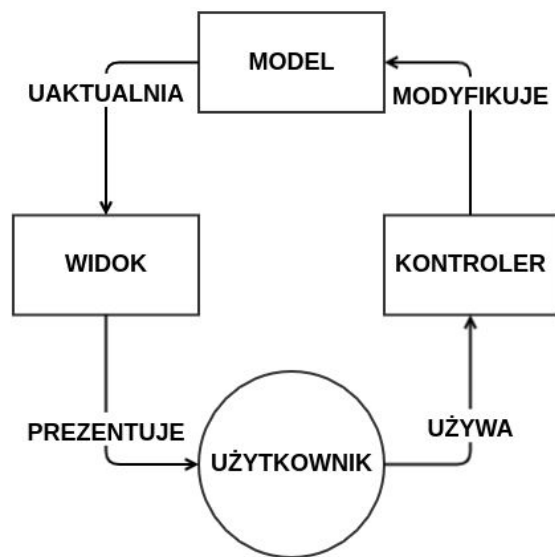 MODEL
UAKTUALNIA
MODYFIKUJE
WIDOK
KONTROLER
PREZENTUJE
UŻYWA
UŻYTKOWNIK